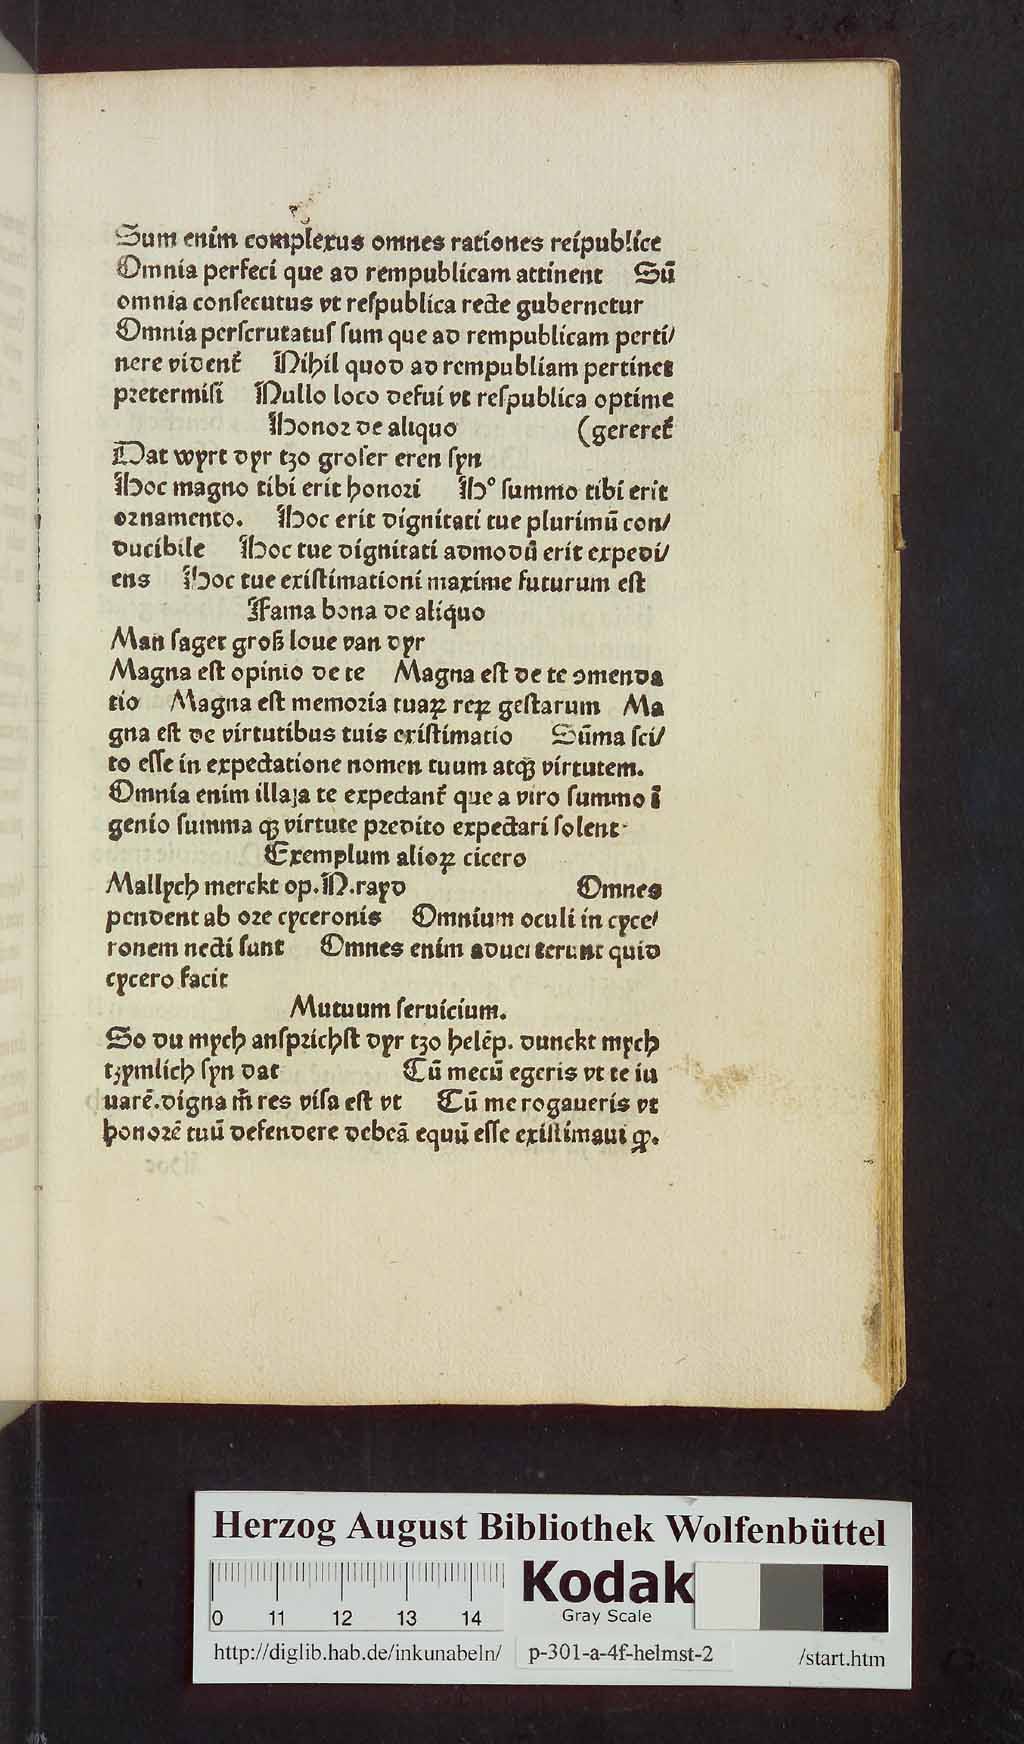 Sum enim complexus omnes rationes reipublice
Omnia perfeci que ad rempublicam attinent Sū
omnia consecutus vt respublica recte gubernetur
Omnia perscrutatus sum que ad rempublicam perti/
nere vident᷑ Nihil quod ad rempubliam pertinet
pretermisi Nullo loco defui vt respublica optime
Honor de aliquo (gereret᷑
Dat wyrt dyr tzo groser eren syn
Hoc magno tibi erit honori H° summo tibi erit
ornamento. Hoc erit dignitati tue plurimū con/
ducibile Hoc tue dignitati admodū erit expedi/
ens Hoc tue existimationi maxime futurum est
Fama bona de aliquo
Man saget groß loue van dyr
Magna est opinio de te Magna est de te ꝯmenda
tio Magna est memoria tuaꝝ reꝝ gestarum Ma
gna est de virtutibus tuis existimatio Sūma sci/
to esse in expectatione nomen tuum atqꝫ virtutem.
Omnia enim illa ja te expectant᷑ que a viro summo ī
genio summa qꝫ virtute predito expectari solent·
Exemplum alioꝝ cicero
Mallych merckt op. N. rayd Omnes
pendent ab ore cyceronis Omnium oculi in cyce/
ronem necti sunt Omnes enim aduerterunt quid
cycero facit
Mutuum seruicium.
So du mych ansprichst dyr tzo helēp. dunckt mych
tzymlich syn dat Cū mecū egeris vt te iu
uarē. digna m̄ res visa est vt Cū me rogaueris vt
honorē tuū defendere debeā equū esse existimaui ꝙ.
Herzog August Bibliothek Wolfenbüttel
0 11 12 13 14
Kodak
Gray Scale
http://diglib.hab.de/inkunabeln/ p-301-a-4f-helmst-2 /start.htm